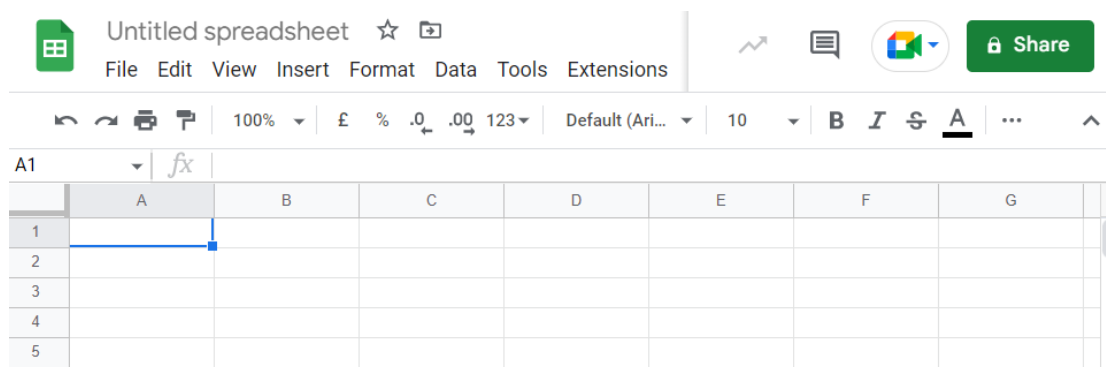 Untitled spreadsheet
File Edit View Insert Format Data Tools Extensions
Share
100% £ % .0 .00 123 Default (Ari... 10 B I S A ...
A1 fx
A B C D E F G
1
2
3
4
5